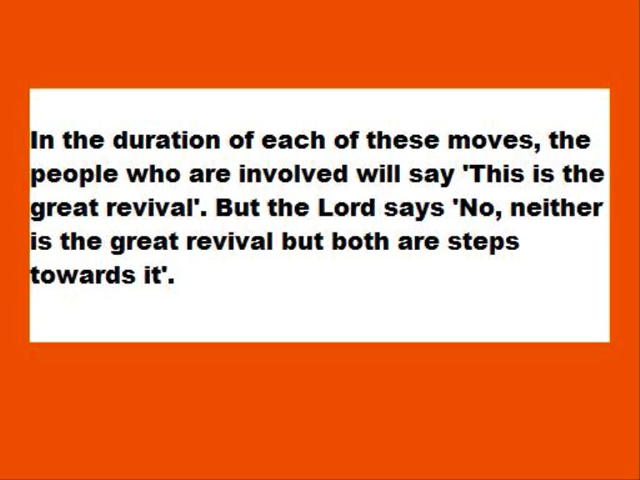 In the duration of each of these moves, the
people who are involved will say 'This is the
great revival'. But the Lord says 'No, neither
is the great revival but both are steps
towards it'.